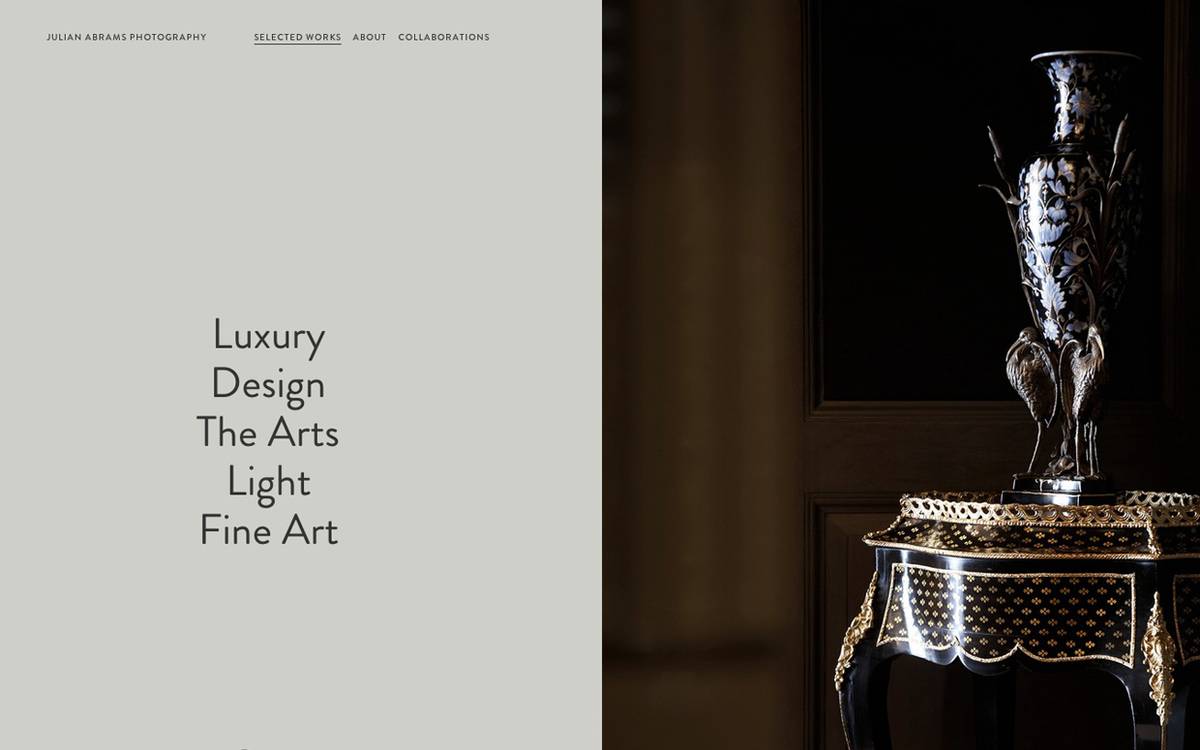 JULIAN ABRAMS PHOTOGRAPHY
SELECTED WORKS ABOUT COLLABORATIONS
Luxury
Design
The Arts
Light
Fine Art